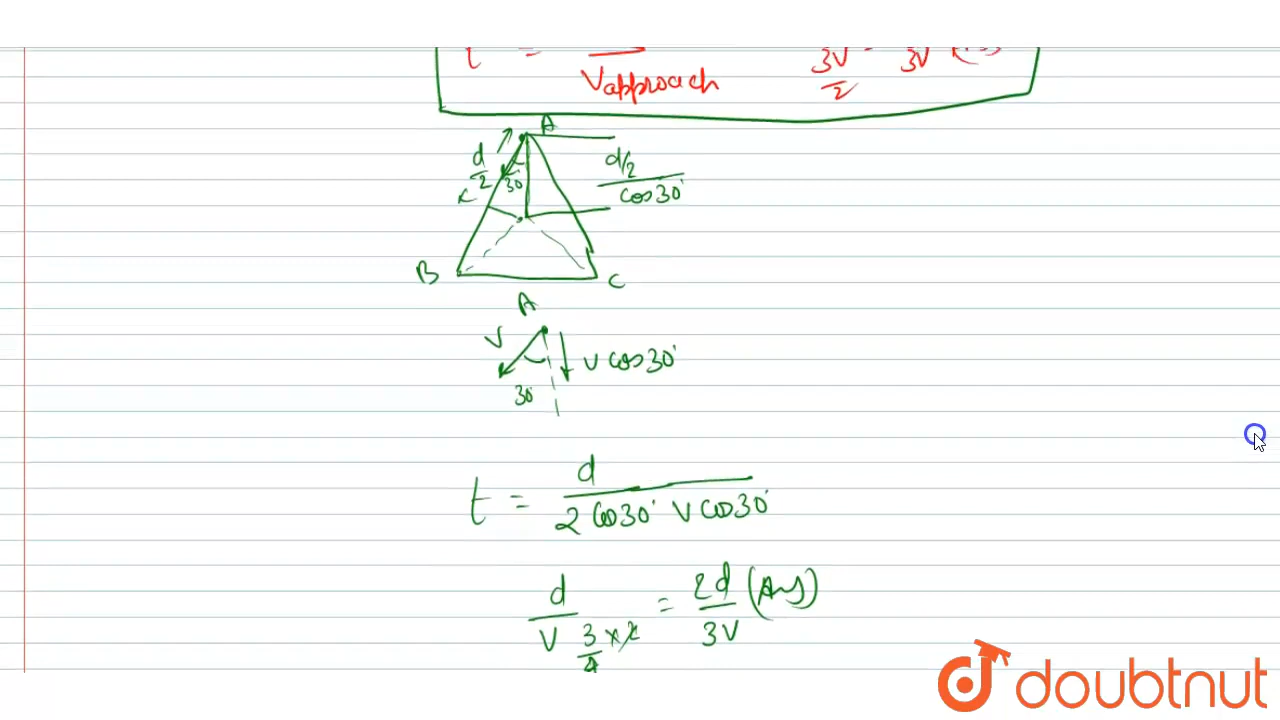 t =
Vapproach
3V/2
3V
A
d/2
30
d/2 / cos30°
B
C
A
V
V cos30°
30
t = d / 2 cos30° V cos30°
d / V 3/4 × 2 = 2d / 3V (Ans)
doubtnut